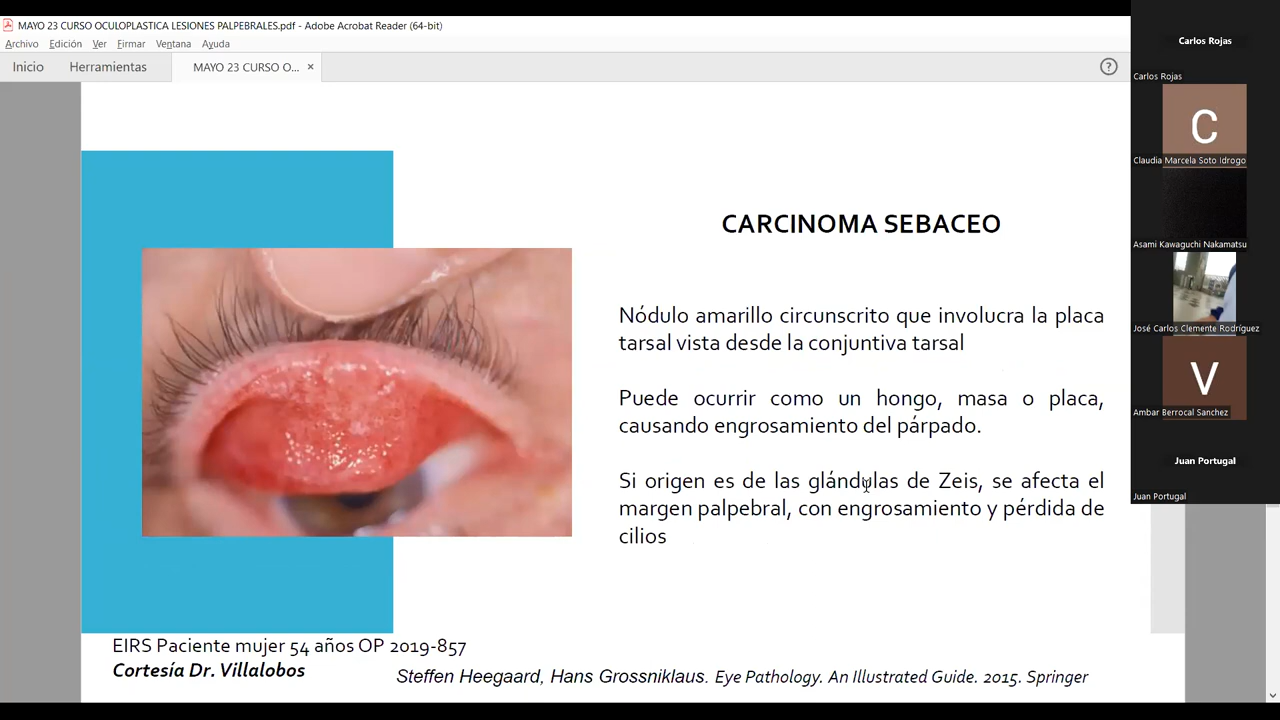 MAYO 23 CURSO OCULOPLASTICA LESIONES PALPEBRALES.pdf - Adobe Acrobat Reader (64-bit)
Archivo Edición Ver Firmar Ventana Ayuda
Inicio Herramientas MAYO 23 CURSO O... × ?
CARCINOMA SEBACEO
Nódulo amarillo circunscrito que involucra la placa
tarsal vista desde la conjuntiva tarsal
Puede ocurrir como un hongo, masa o placa,
causando engrosamiento del párpado.
Si origen es de las glándulas de Zeis, se afecta el
margen palpebral, con engrosamiento y pérdida de
cilios
EIRS Paciente mujer 54 años OP 2019-857
Cortesía Dr. Villalobos
Steffen Heegaard, Hans Grossniklaus. Eye Pathology. An Illustrated Guide. 2015. Springer
Carlos Rojas
Carlos Rojas
C
Claudia Marcela Soto Idrogo
Asami Kawaguchi Nakamatsu
José Carlos Clemente Rodríguez
V
Ambar Berrocal Sanchez
Juan Portugal
Juan Portugal